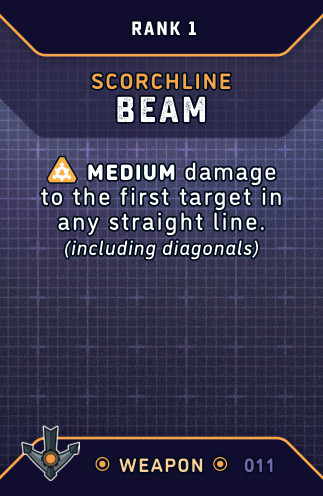 RANK 1
SCORCHLINE
BEAM
MEDIUM damage
to the first target in
any straight line.
(including diagonals)
WEAPON 011